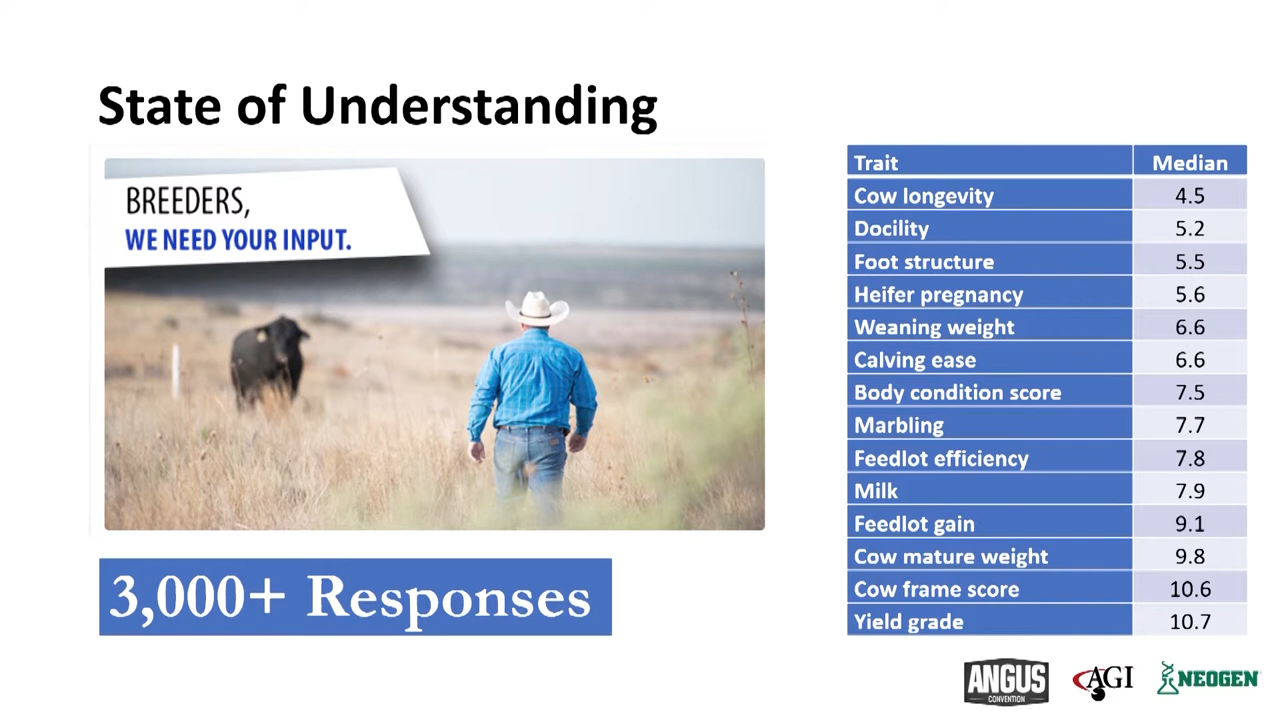 State of Understanding
BREEDERS,
WE NEED YOUR INPUT.
3,000+ Responses
Trait Median
Cow longevity 4.5
Docility 5.2
Foot structure 5.5
Heifer pregnancy 5.6
Weaning weight 6.6
Calving ease 6.6
Body condition score 7.5
Marbling 7.7
Feedlot efficiency 7.8
Milk 7.9
Feedlot gain 9.1
Cow mature weight 9.8
Cow frame score 10.6
Yield grade 10.7
ANGUS
CONVENTION
AGI
NEOGEN